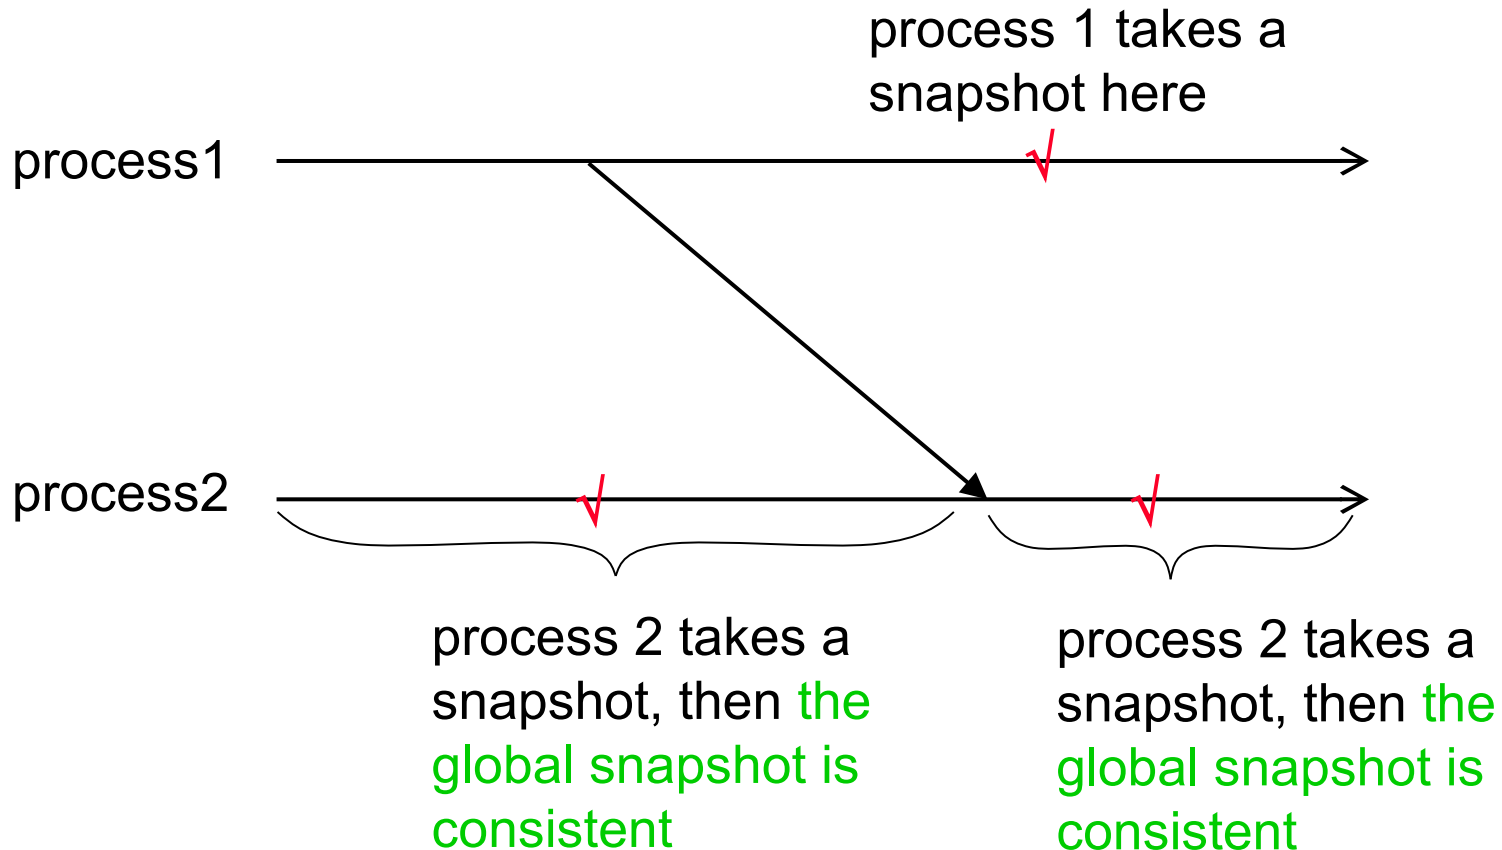 process 1 takes a
snapshot here
process1
process2
process 2 takes a
snapshot, then the
global snapshot is
consistent
process 2 takes a
snapshot, then the
global snapshot is
consistent